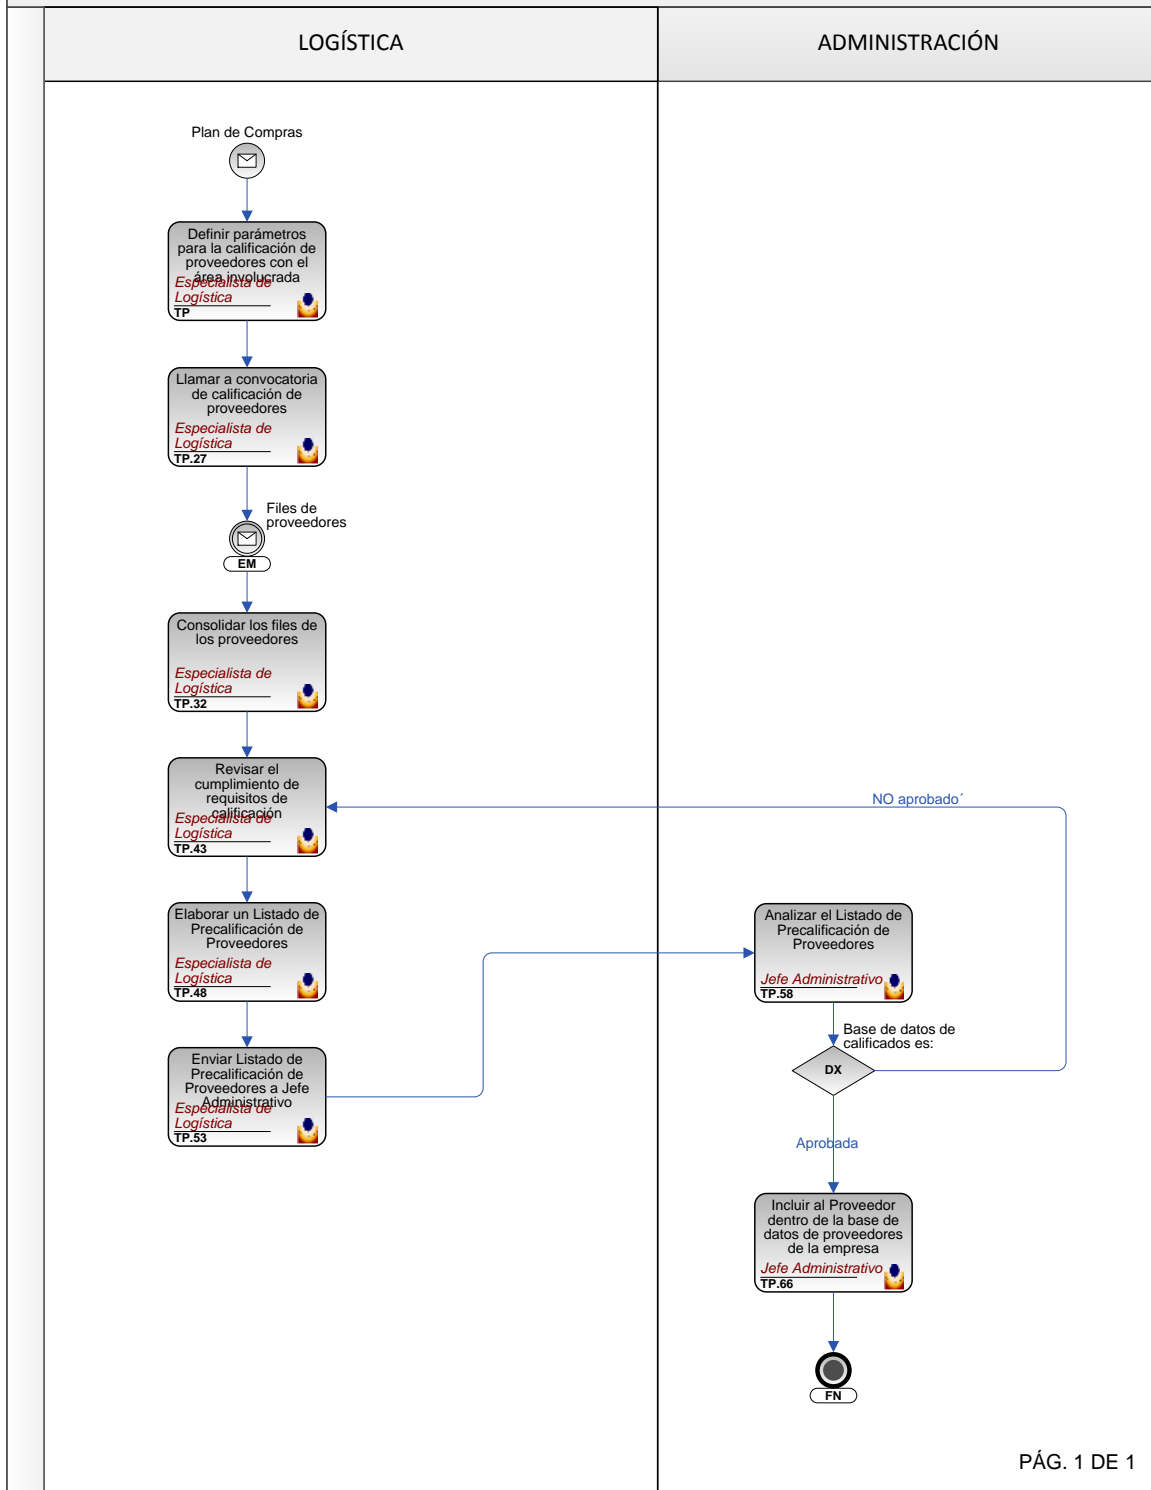 LOGÍSTICA
ADMINISTRACIÓN
Plan de Compras
Definir parámetros
para la calificación de
proveedores con el
área involucrada
Especialista de
Logística
TP
Llamar a convocatoria
de calificación de
proveedores
Especialista de
Logística
TP.27
Files de
proveedores
EM
Consolidar los files de
los proveedores
Especialista de
Logística
TP.32
Revisar el
cumplimiento de
requisitos de
calificación
Especialista de
Logística
TP.43
NO aprobado´
Elaborar un Listado de
Precalificación de
Proveedores
Especialista de
Logística
TP.48
Enviar Listado de
Precalificación de
Proveedores a Jefe
Administrativo
Especialista de
Logística
TP.53
Analizar el Listado de
Precalificación de
Proveedores
Jefe Administrativo
TP.58
Base de datos de
calificados es:
DX
Aprobada
Incluir al Proveedor
dentro de la base de
datos de proveedores
de la empresa
Jefe Administrativo
TP.66
FN
PÁG. 1 DE 1